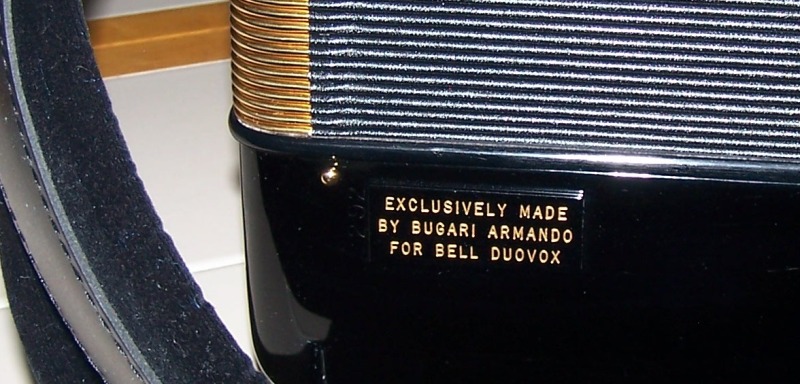 EXCLUSIVELY MADE
BY BUGARI ARMANDO
FOR BELL DUOVOX